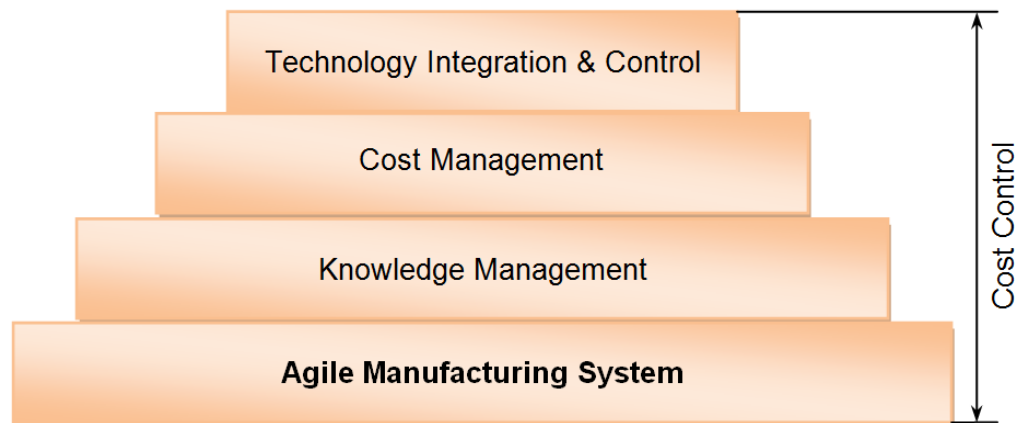 Technology Integration & Control
Cost Management
Knowledge Management
Agile Manufacturing System
Cost Control